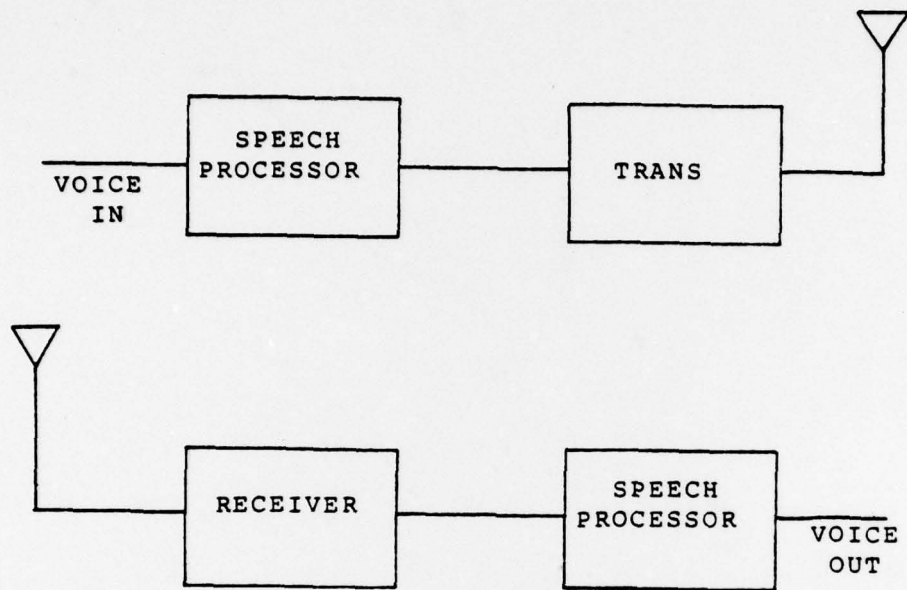 SPEECH
PROCESSOR
TRANS
VOICE
IN
RECEIVER
SPEECH
PROCESSOR
VOICE
OUT